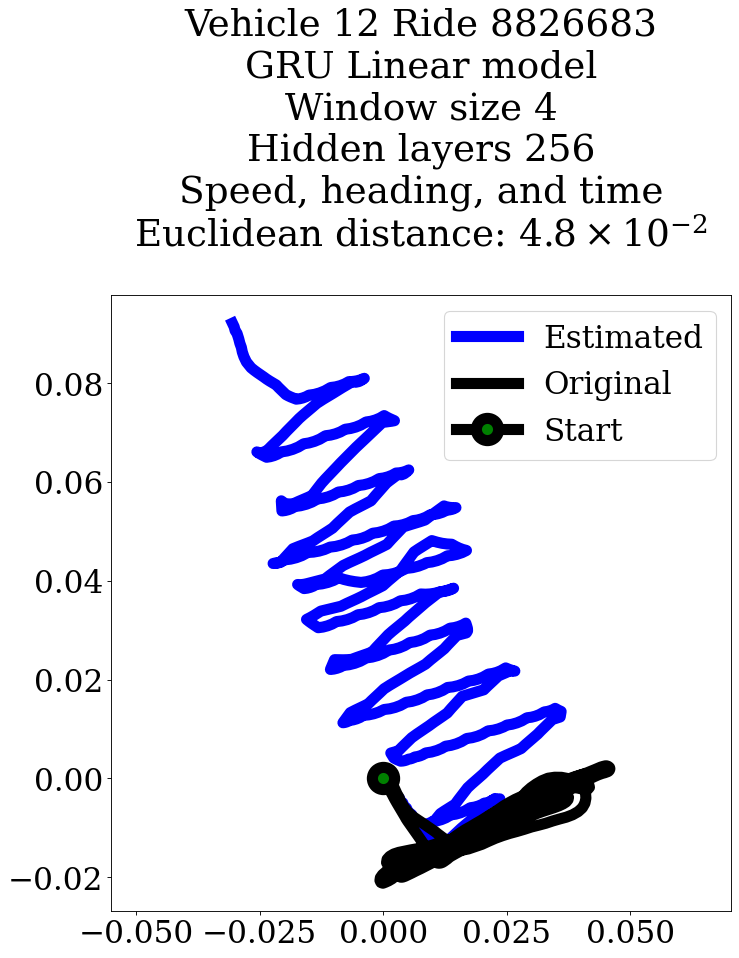 Vehicle 12 Ride 8826683
GRU Linear model
Window size 4
Hidden layers 256
Speed, heading, and time
Euclidean distance: 4.8 × 10⁻²
Estimated
Original
Start
0.08
0.06
0.04
0.02
0.00
−0.02
−0.050 −0.025 0.000 0.025 0.050